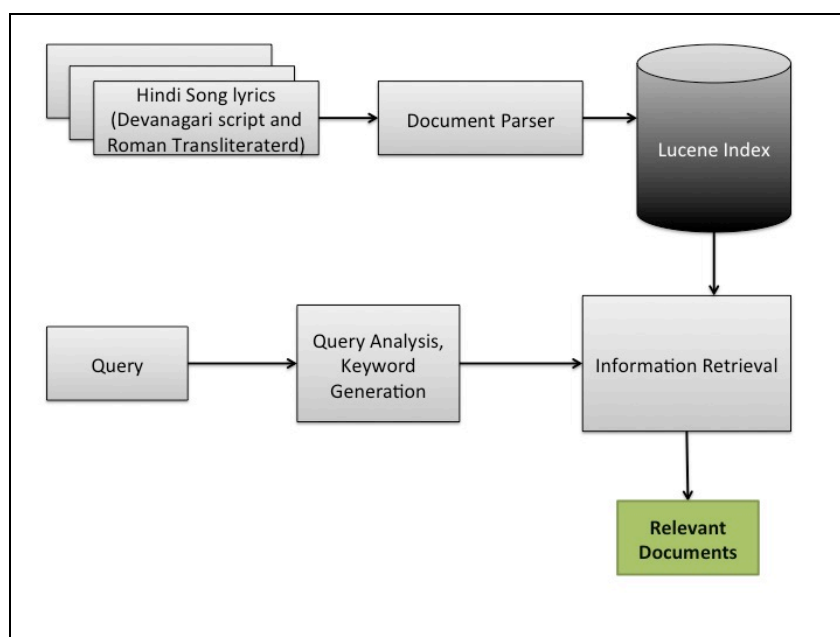 Hindi Song lyrics
(Devanagari script and
Roman Transliteraterd)
Document Parser
Lucene Index
Query
Query Analysis,
Keyword
Generation
Information Retrieval
Relevant
Documents